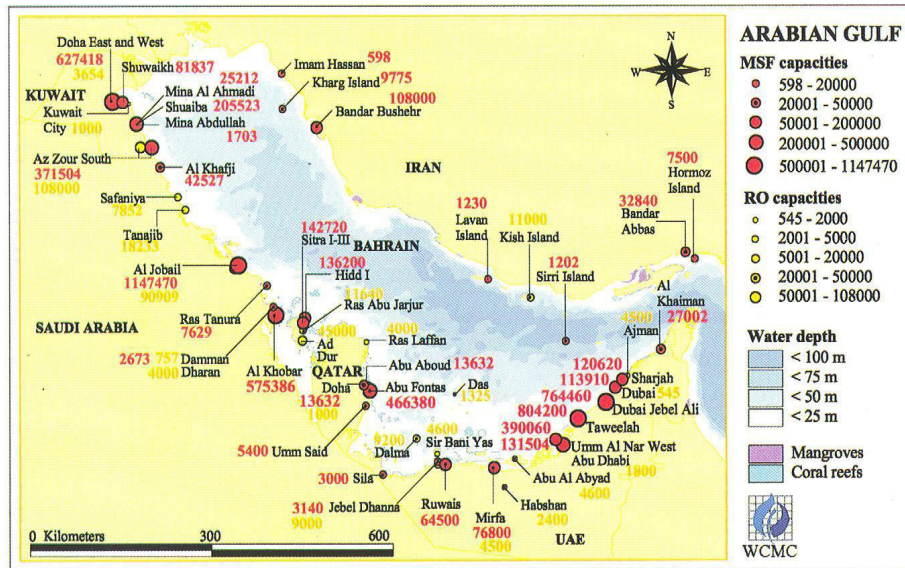 Doha East and West
627418
3654
Shuwaikh 81837
25212
Mina Al Ahmadi
Shuaiba 205523
Mina Abdullah
1703
KUWAIT
Kuwait
City 1000
Az Zour South
371504
108000
Al Khafji
42527
Safaniya
7852
Tanajib
18233
Al Jobail
1147470
90909
SAUDI ARABIA
Ras Tanura
7629
2673 757
4000
Damman
Dharan
Al Khobar
575386
Imam Hassan 598
Kharg Island 9775
108000
Bandar Bushehr
IRAN
142720
Sitra I-III
BAHRAIN
136200
Hidd I
11640
Ras Abu Jarjur
45000
Ad
Dur
4000
Ras Laffan
QATAR
Abu Aboud 13632
Doha
Abu Fontas
466380
13632
1000
5400 Umm Said
1230
Lavan
Island
11000
Kish Island
1202
Sirri Island
32840
Bandar
Abbas
7500
Hormoz
Island
Al
Khaiman
27002
4500
Ajman
120620
Sharjah
113910
Dubai 545
764460
Dubai Jebel Ali
804200
Taweelah
390060
131504
Umm Al Nar West
Abu Dhabi
1800
Das
1325
4600
Sir Bani Yas
9200
Dalma
3000 Sila
3140
9000
Jebel Dhanna
Ruwais
64500
Mirfa
76800
4500
Abu Al Abyad
4600
Habshan
2400
UAE
0 Kilometers 300 600
N
W E
S
ARABIAN GULF
MSF capacities
598 - 20000
20001 - 50000
50001 - 200000
200001 - 500000
500001 - 1147470
RO capacities
545 - 2000
2001 - 5000
5001 - 20000
20001 - 50000
50001 - 108000
Water depth
< 100 m
< 75 m
< 50 m
< 25 m
Mangroves
Coral reefs
WCMC